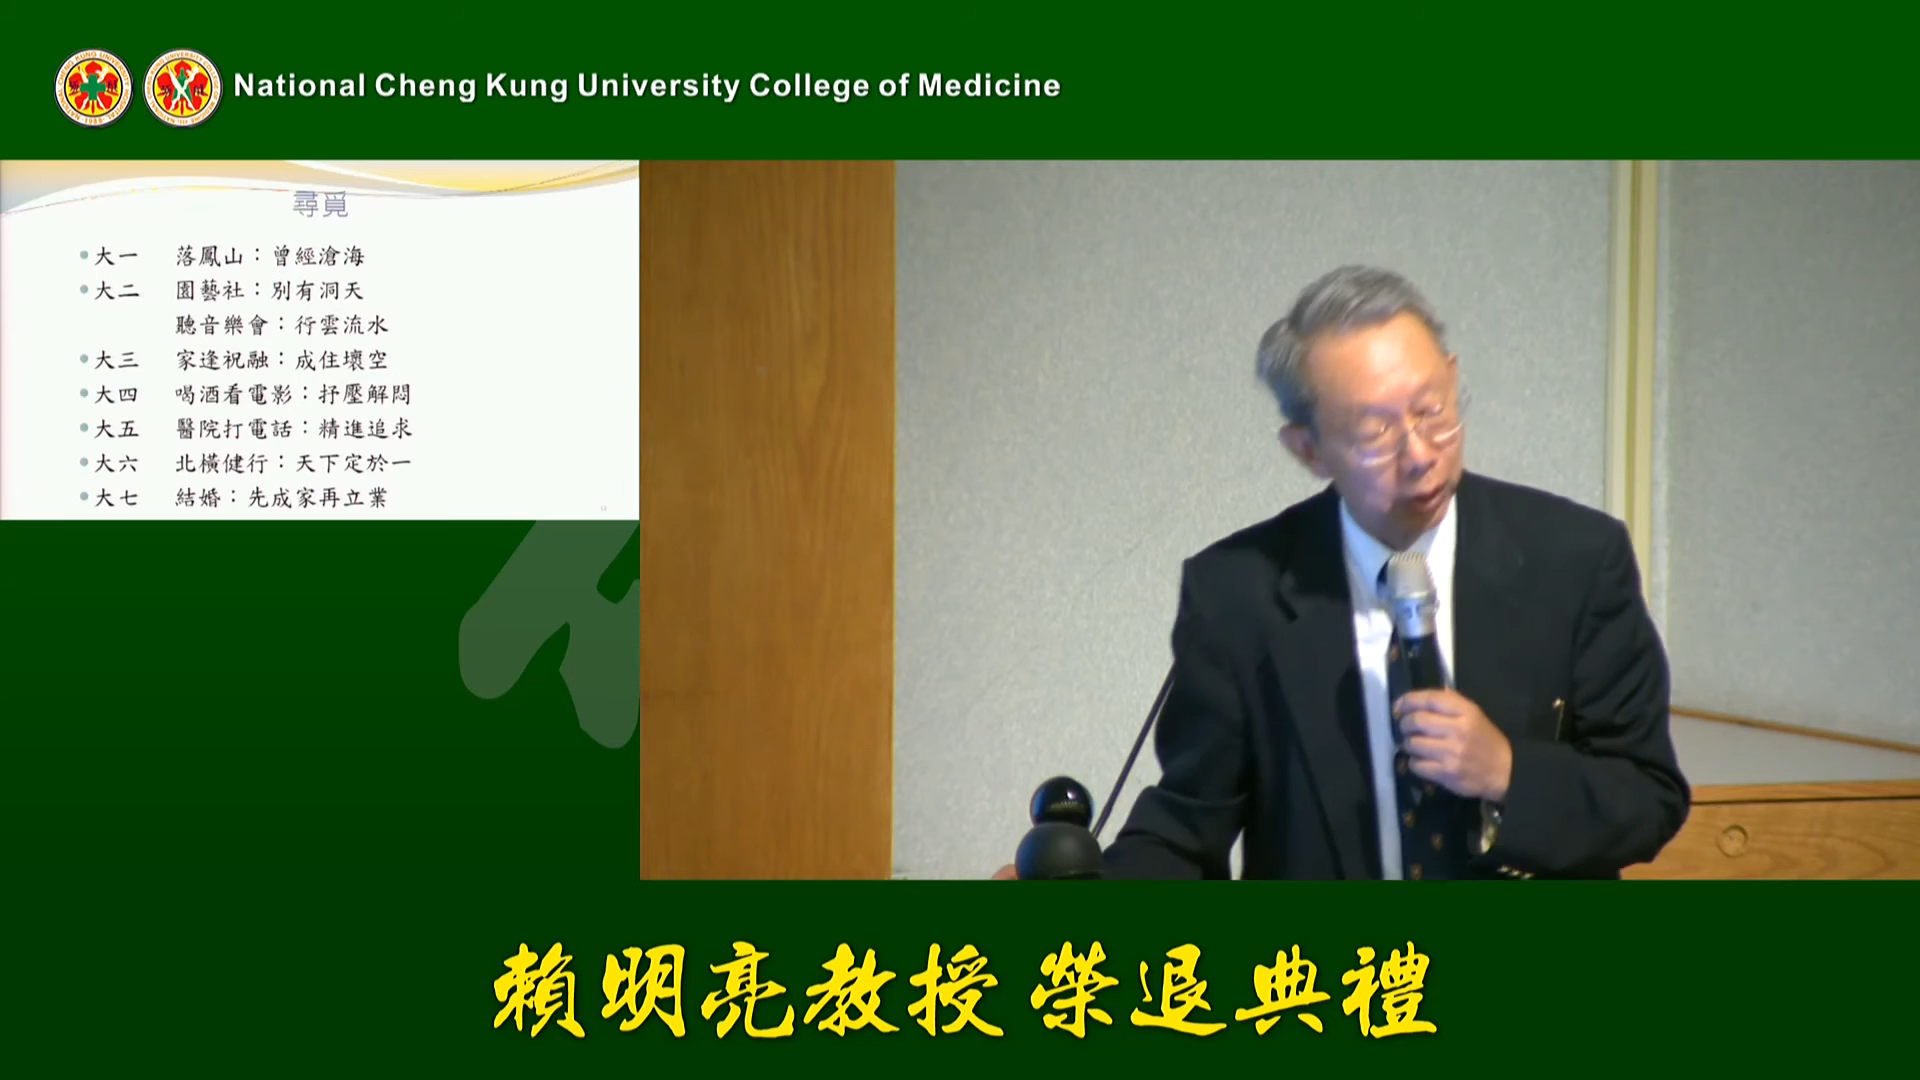 National Cheng Kung University College of Medicine
尋覓
大一 落鳳山：曾經滄海
大二 園藝社：別有洞天
聽音樂會：行雲流水
大三 家逢祝融：成住壞空
大四 喝酒看電影：抒壓解悶
大五 醫院打電話：精進追求
大六 北橫健行：天下定於一
大七 結婚：先成家再立業
賴明亮教授 榮退典禮